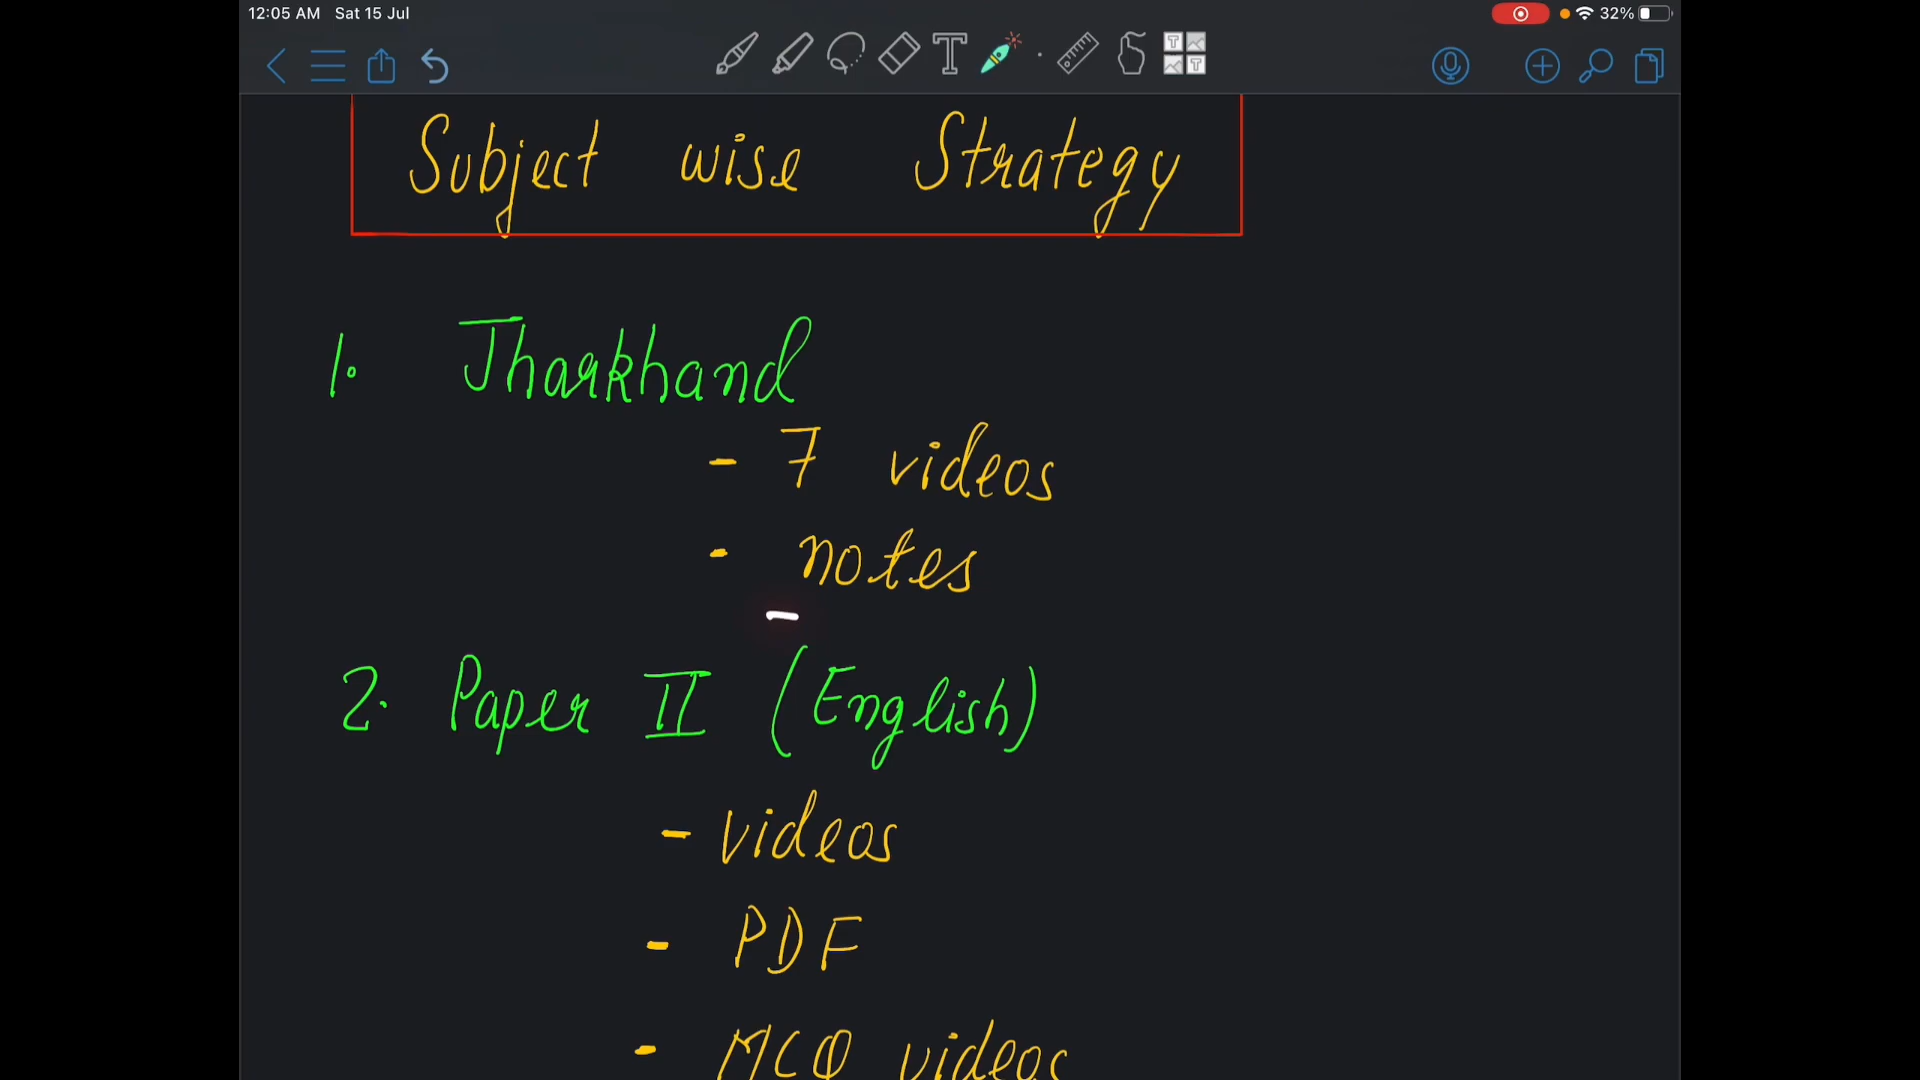 12:05 AM Sat 15 Jul
32%
Subject wise Strategy
1. Jharkhand
- 7 videos
- notes
2. Paper II (English)
- videos
- PDF
- MCQ videos